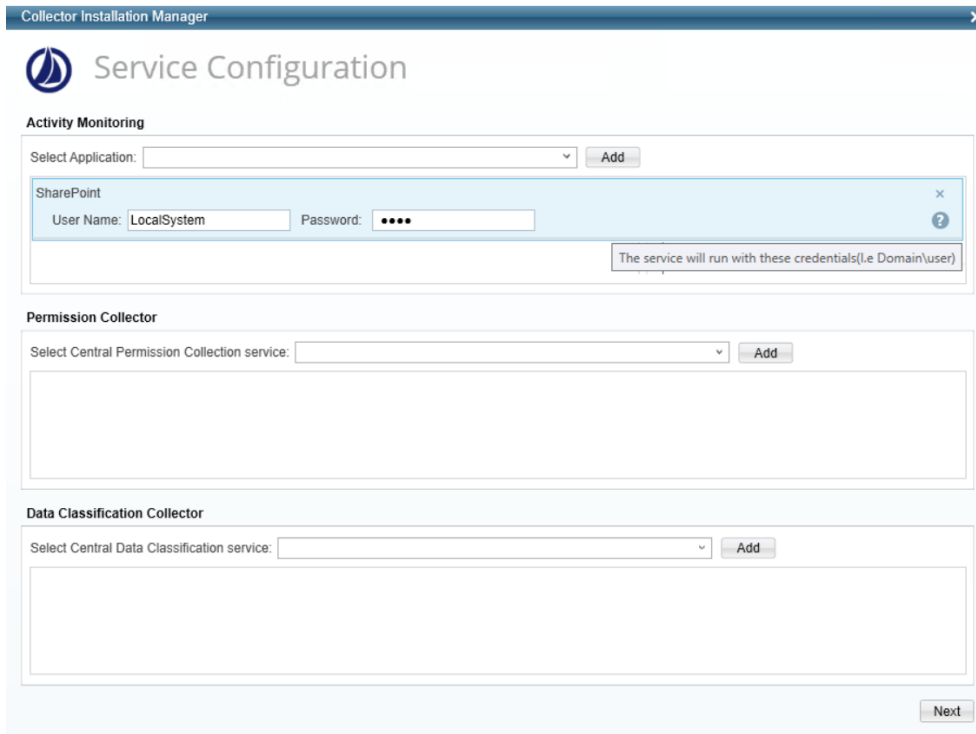 Collector Installation Manager
Service Configuration
Activity Monitoring
Select Application: Add
SharePoint
User Name: LocalSystem Password: ••••
The service will run with these credentials(I.e Domain\user)
Permission Collector
Select Central Permission Collection service: Add
Data Classification Collector
Select Central Data Classification service: Add
Next